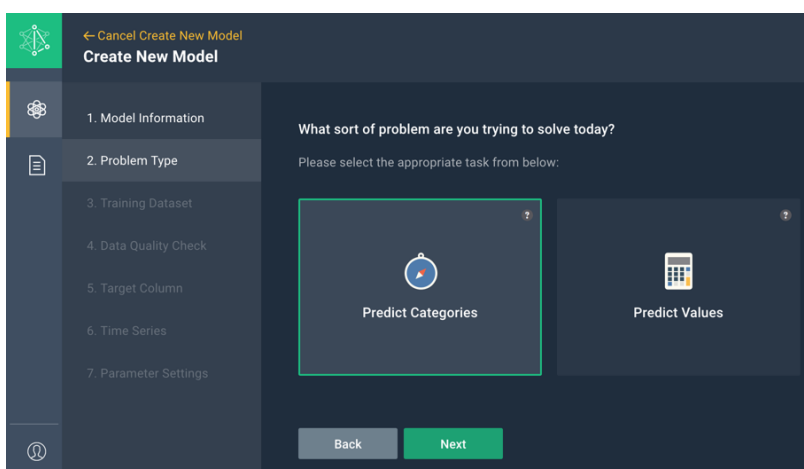 ← Cancel Create New Model
Create New Model
1. Model Information
2. Problem Type
3. Training Dataset
4. Data Quality Check
5. Target Column
6. Time Series
7. Parameter Settings
What sort of problem are you trying to solve today?
Please select the appropriate task from below:
?
Predict Categories
?
Predict Values
Back
Next